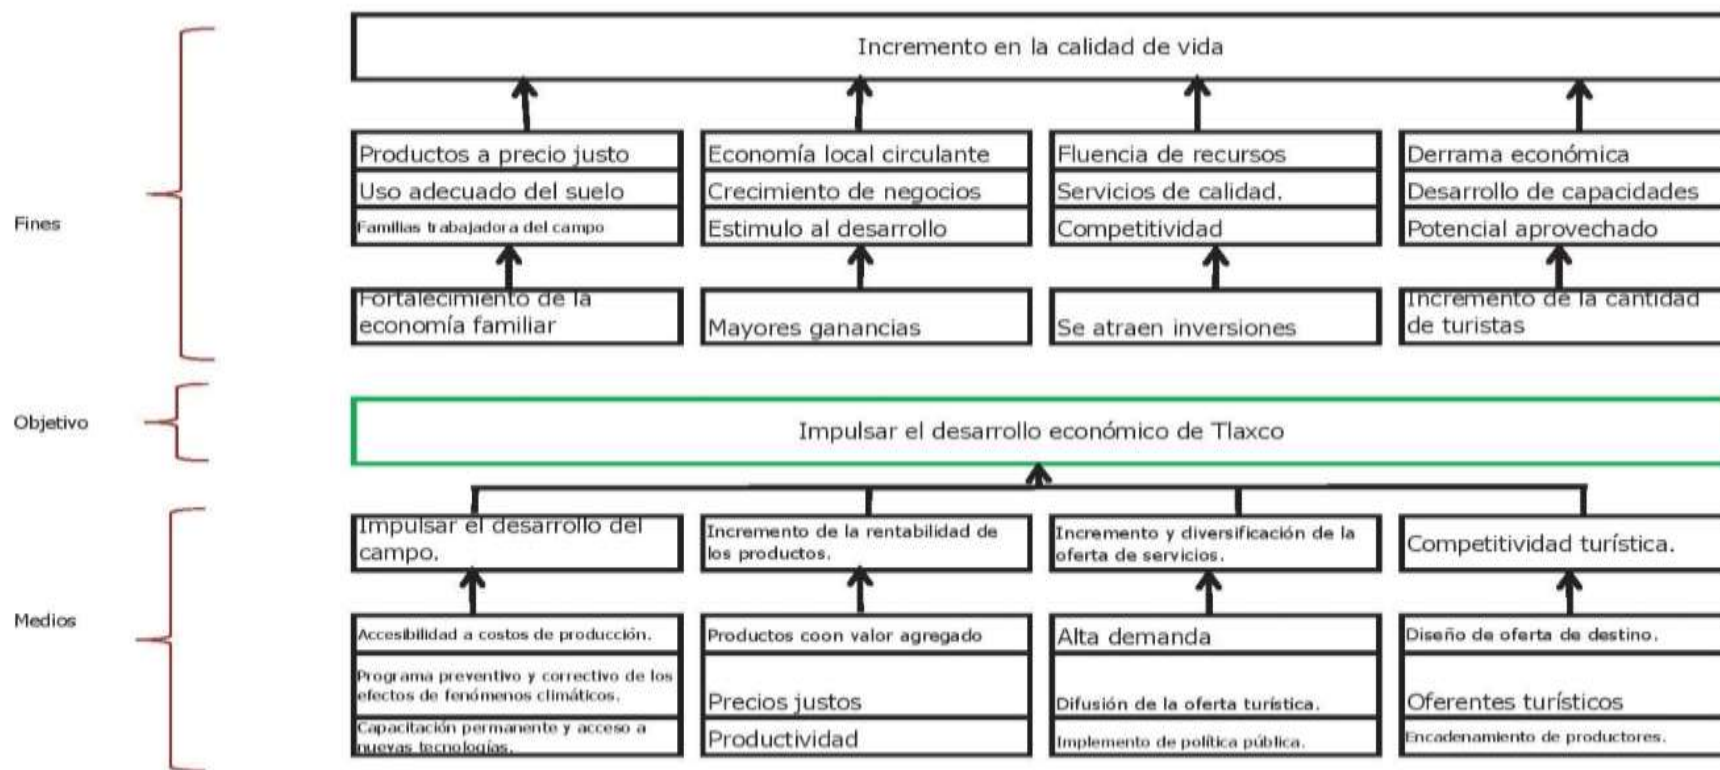 Incremento en la calidad de vida
Fines
Productos a precio justo
Uso adecuado del suelo
Familias trabajadora del campo
Economía local circulante
Crecimiento de negocios
Estimulo al desarrollo
Fluencia de recursos
Servicios de calidad.
Competitividad
Derrama económica
Desarrollo de capacidades
Potencial aprovechado
Fortalecimiento de la
economía familiar
Mayores ganancias
Se atraen inversiones
Incremento de la cantidad
de turistas
Objetivo
Impulsar el desarrollo económico de Tlaxco
Medios
Impulsar el desarrollo del
campo.
Incremento de la rentabilidad de
los productos.
Incremento y diversificación de la
oferta de servicios.
Competitividad turística.
Accesibilidad a costos de producción.
Programa preventivo y correctivo de los
efectos de fenómenos climáticos.
Capacitación permanente y acceso a
nuevas tecnologías.
Productos coon valor agregado
Precios justos
Productividad
Alta demanda
Difusión de la oferta turística.
Implemento de política pública.
Diseño de oferta de destino.
Oferentes turísticos
Encadenamiento de productores.